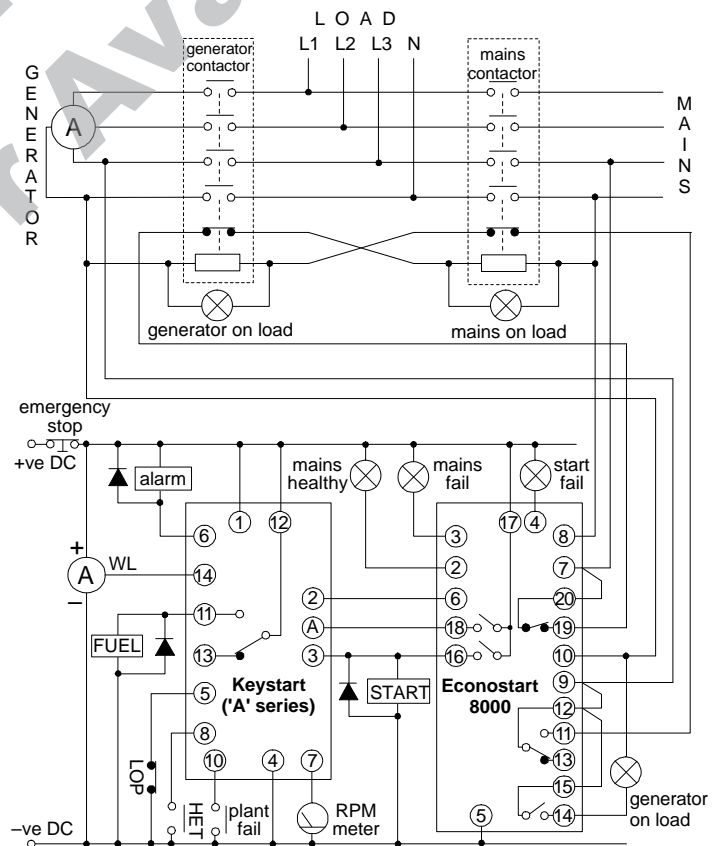 LOAD
L1 L2 L3 N
generator
contactor
mains
contactor
GENERATOR
A
MAINS
generator on load
mains on load
emergency
stop
+ve DC
alarm
mains
healthy
mains
fail
start
fail
1
12
17
4
6
3
8
+
A
WL
14
2
7
–
2
6
20
11
A
18
19
FUEL
13
3
16
10
Keystart
('A' series)
START
Econostart
8000
9
5
12
8
11
13
LOP
10
4
7
15
HET
plant
fail
RPM
meter
5
14
generator
on load
–ve DC